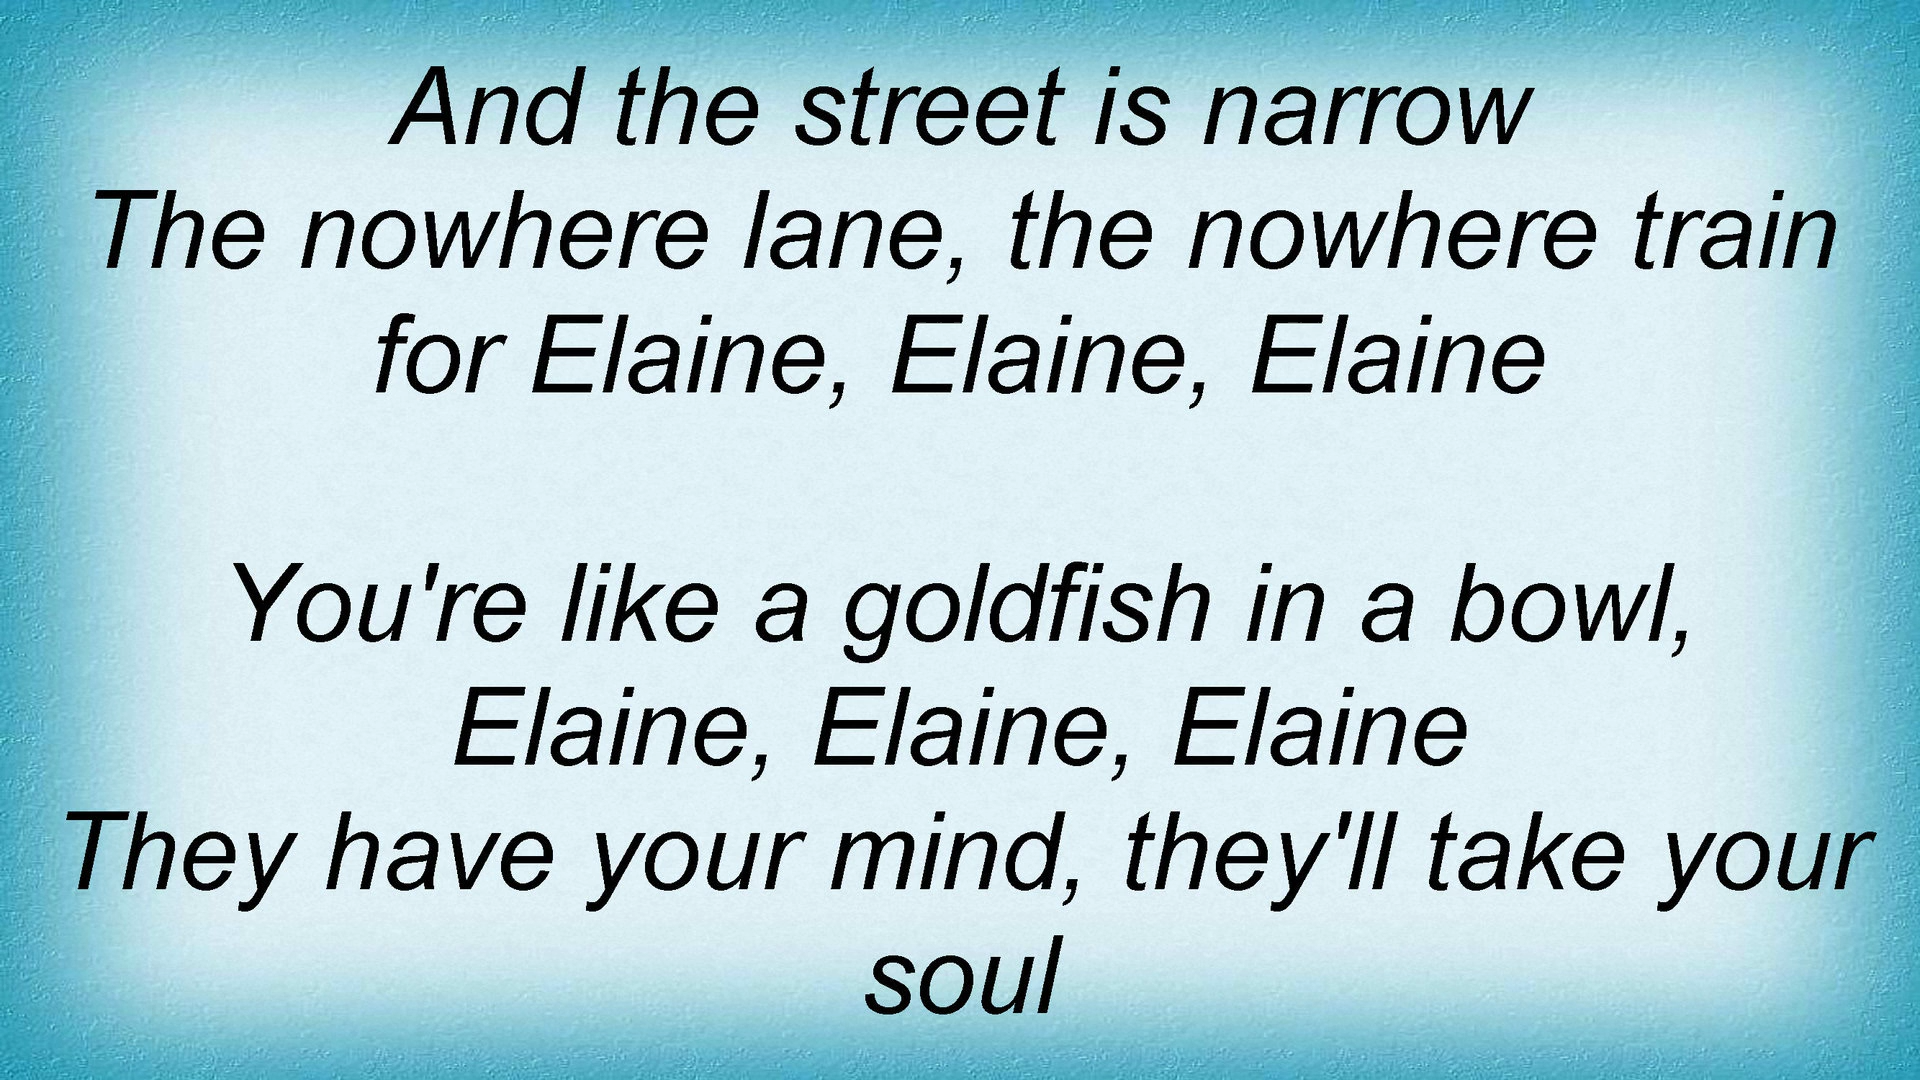 And the street is narrow
The nowhere lane, the nowhere train
for Elaine, Elaine, Elaine
You're like a goldfish in a bowl,
Elaine, Elaine, Elaine
They have your mind, they'll take your
soul